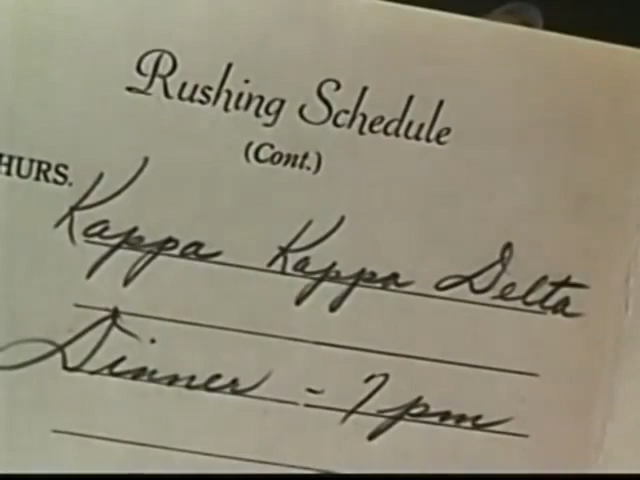 Rushing Schedule
(Cont.)
HURS.
Kappa Kappa Delta
Dinner - 7pm